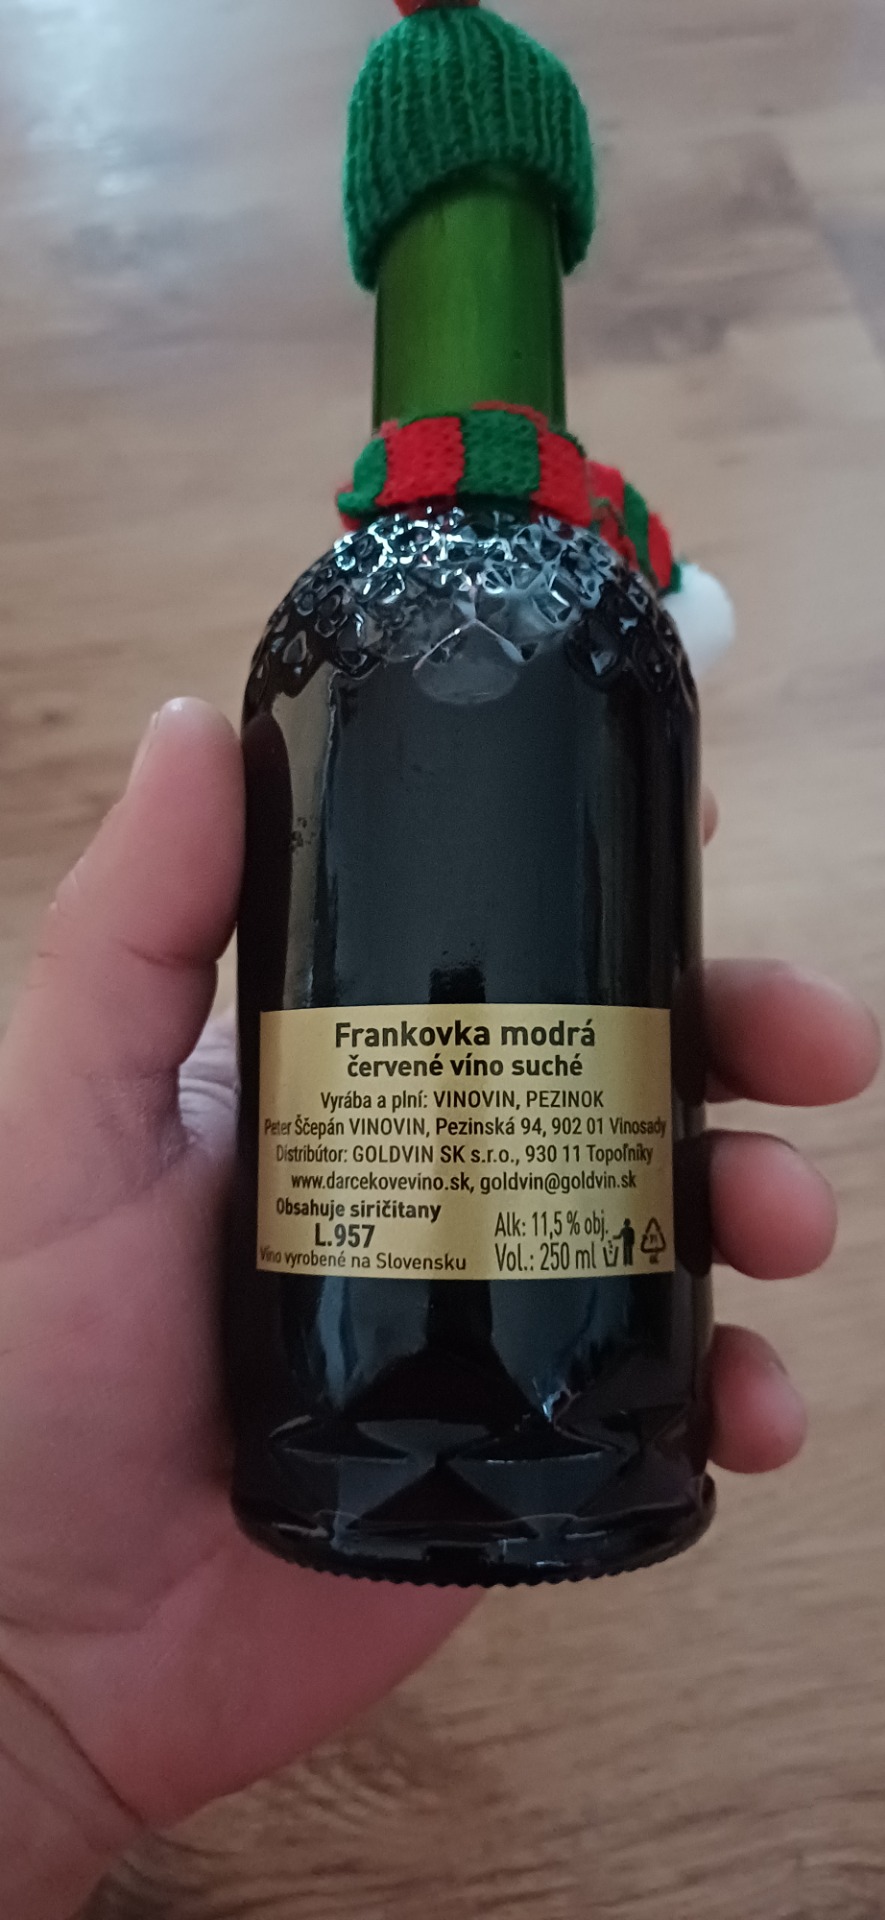 Frankovka modrá
červené víno suché
Vyrába a plní: VINOVIN, PEZINOK
Peter Ščepán VINOVIN, Pezinská 94, 902 01 Vinosady
Distribútor: GOLDVIN SK s.r.o., 930 11 Topoľníky
www.darcekovevino.sk, goldvin@goldvin.sk
Obsahuje siričitany
L.957
Víno vyrobené na Slovensku
Alk: 11,5 % obj.
Vol.: 250 ml